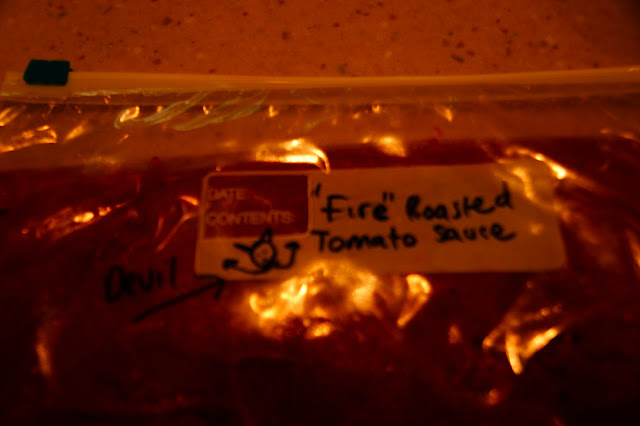 DATE:
CONTENTS:
"Fire" Roasted
Tomato Sauce
Devil